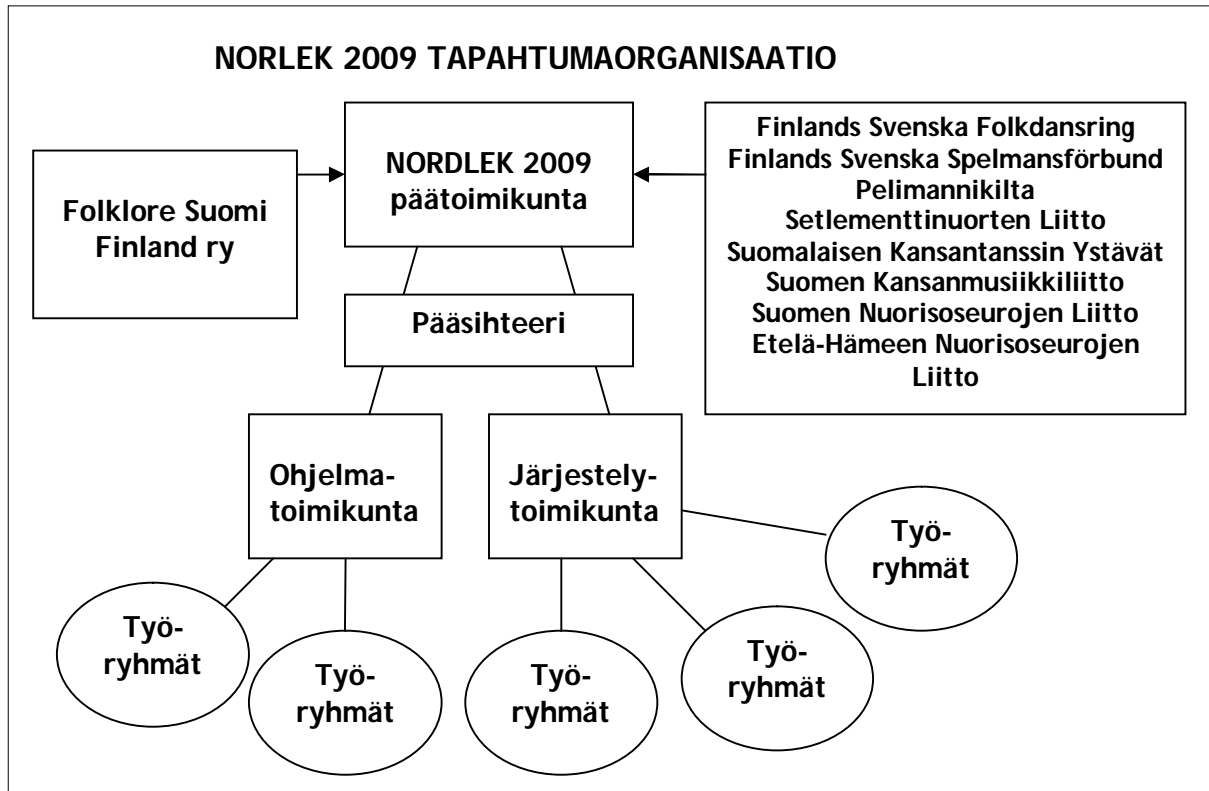 NORLEK 2009 TAPAHTUMAORGANISAATIO
Folklore Suomi
Finland ry
NORDLEK 2009
päätoimikunta
Finlands Svenska Folkdansring
Finlands Svenska Spelmansförbund
Pelimannikilta
Setlementtinuorten Liitto
Suomalaisen Kansantanssin Ystävät
Suomen Kansanmusiikkiliitto
Suomen Nuorisoseurojen Liitto
Etelä-Hämeen Nuorisoseurojen
Liitto
Pääsihteeri
Ohjelma-
toimikunta
Järjestely-
toimikunta
Työ-
ryhmät
Työ-
ryhmät
Työ-
ryhmät
Työ-
ryhmät
Työ-
ryhmät